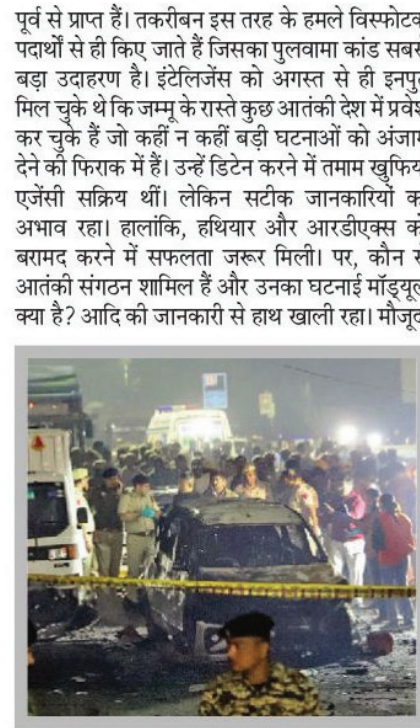 पूर्व से प्राप्त हैं। तकरीबन इस तरह के हमले विस्फोटक
पदार्थों से ही किए जाते हैं जिसका पुलवामा कांड सबसे
बड़ा उदाहरण है। इंटेलिजेंस को अगस्त से ही इनपुट
मिल चुके थे कि जम्मू के रास्ते कुछ आतंकी देश में प्रवेश
कर चुके हैं जो कहीं न कहीं बड़ी घटनाओं को अंजाम
देने की फिराक में हैं। उन्हें डिटेन करने में तमाम खुफिया
एजेंसी सक्रिय थीं। लेकिन सटीक जानकारियों का
अभाव रहा। हालांकि, हथियार और आरडीएक्स को
बरामद करने में सफलता जरूर मिली। पर, कौन से
आतंकी संगठन शामिल हैं और उनका घटनाई मॉड्यूल
क्या है? आदि की जानकारी से हाथ खाली रहा।